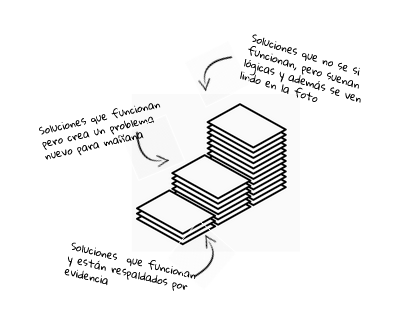 Soluciones que no se si
funcionan, pero suenan
lógicas y además se ven
lindo en la foto
Soluciones que funcionan
pero crea un problema
nuevo para mañana
Soluciones que funcionan
y están respaldados por
evidencia